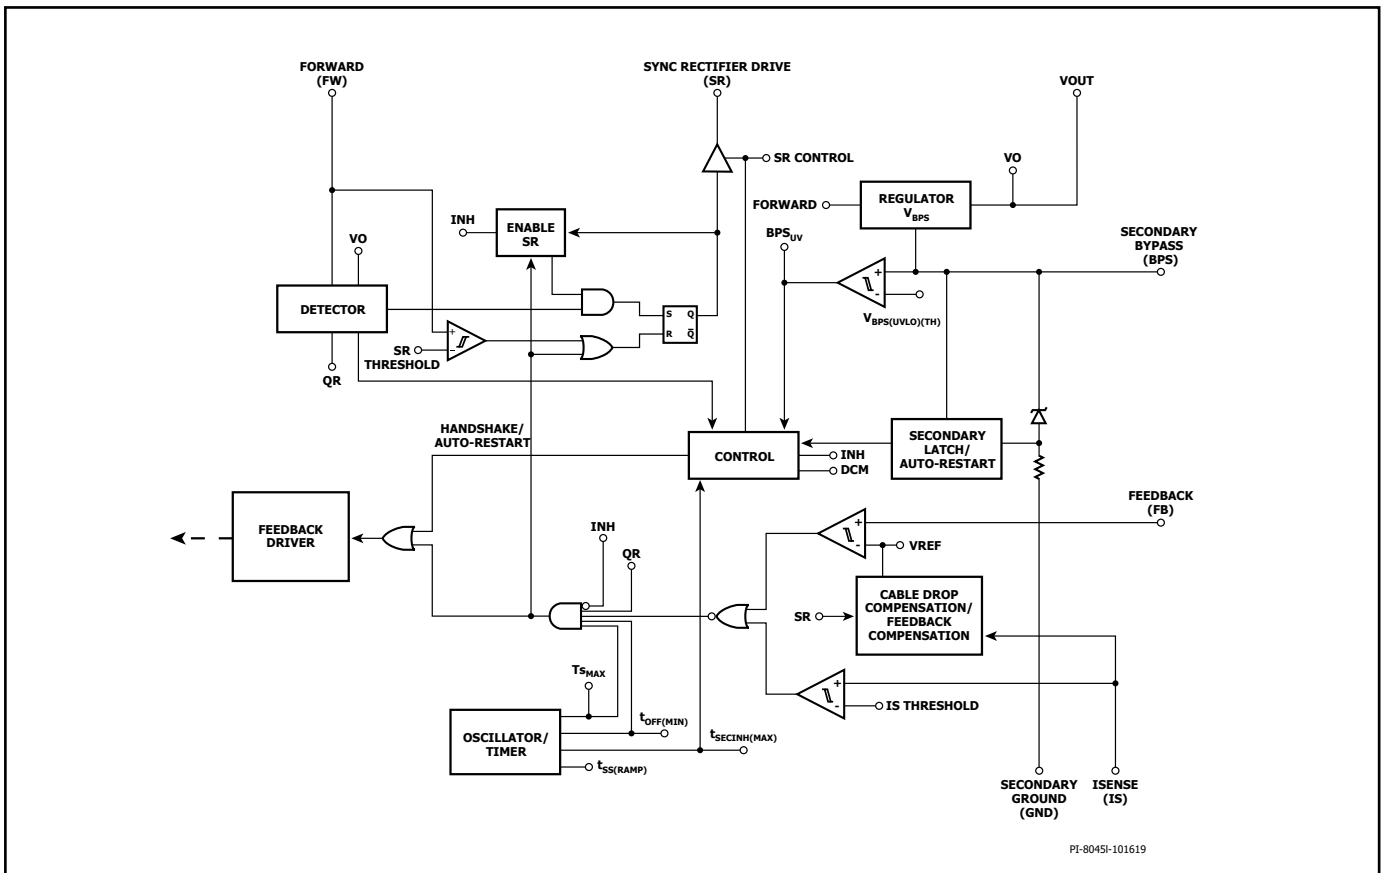 FORWARD
(FW)
SYNC RECTIFIER DRIVE
(SR)
VOUT
SR CONTROL
VO
FORWARD
REGULATOR
VBPS
INH
ENABLE
SR
BPSUV
SECONDARY
BYPASS
(BPS)
VO
DETECTOR
+
-
VBPS(UVLO)(TH)
S Q
R Q̅
+
−
SR
THRESHOLD
QR
HANDSHAKE/
AUTO-RESTART
CONTROL
INH
DCM
SECONDARY
LATCH/
AUTO-RESTART
FEEDBACK
DRIVER
FEEDBACK
(FB)
INH
QR
+
-
VREF
CABLE DROP
COMPENSATION/
FEEDBACK
COMPENSATION
SR
TsMAX
+
-
IS THRESHOLD
OSCILLATOR/
TIMER
tOFF(MIN)
tSECINH(MAX)
tSS(RAMP)
SECONDARY
GROUND
(GND)
ISENSE
(IS)
PI-8045l-101619